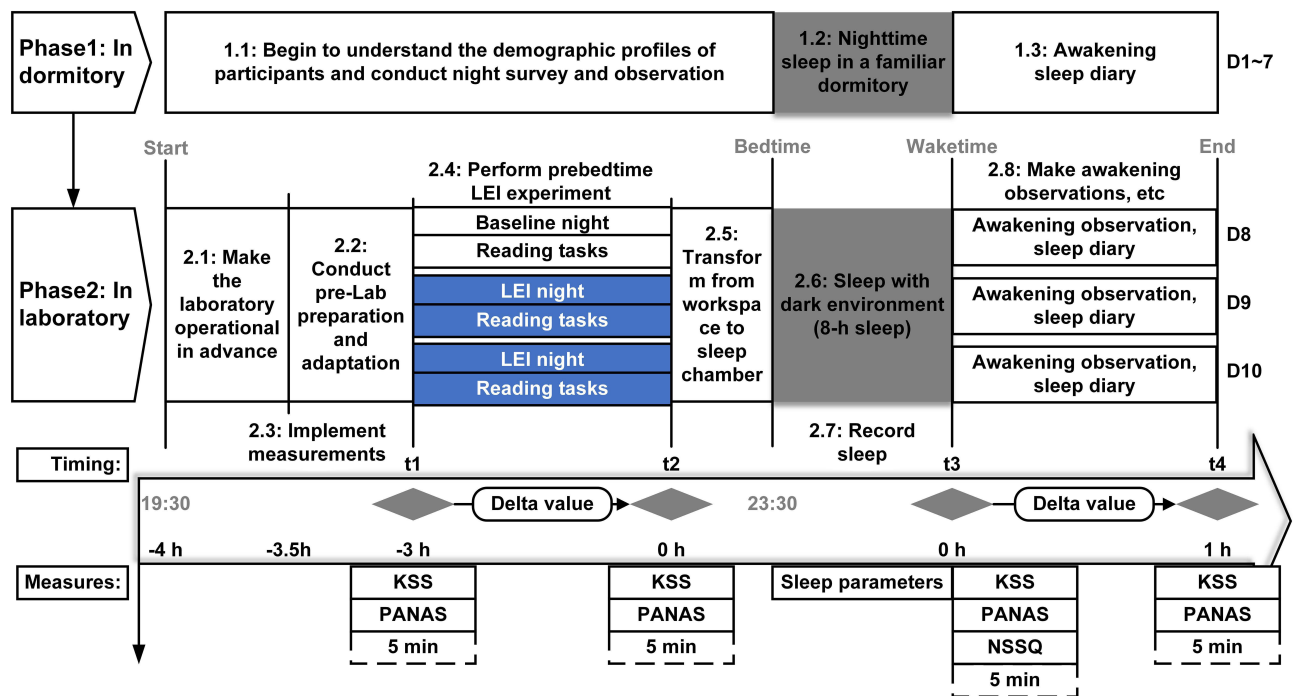 Phase1: In
dormitory
1.1: Begin to understand the demographic profiles of
participants and conduct night survey and observation
1.2: Nighttime
sleep in a familiar
dormitory
1.3: Awakening
sleep diary
D1~7
Start
Bedtime
Waketime
End
2.4: Perform prebedtime
LEI experiment
2.8: Make awakening
observations, etc
Phase2: In
laboratory
2.1: Make
the
laboratory
operational
in advance
2.2:
Conduct
pre-Lab
preparation
and
adaptation
Baseline night
Reading tasks
LEI night
Reading tasks
LEI night
Reading tasks
2.5:
Transfor
m from
workspa
ce to
sleep
chamber
2.6: Sleep with
dark environment
(8-h sleep)
Awakening observation,
sleep diary
D8
Awakening observation,
sleep diary
D9
Awakening observation,
sleep diary
D10
2.3: Implement
measurements
2.7: Record
sleep
Timing:
t1
t2
t3
t4
19:30
Delta value
23:30
Delta value
-4 h
-3.5h
-3 h
0 h
0 h
1 h
Measures:
KSS
PANAS
5 min
KSS
PANAS
5 min
Sleep parameters
KSS
PANAS
NSSQ
5 min
KSS
PANAS
5 min